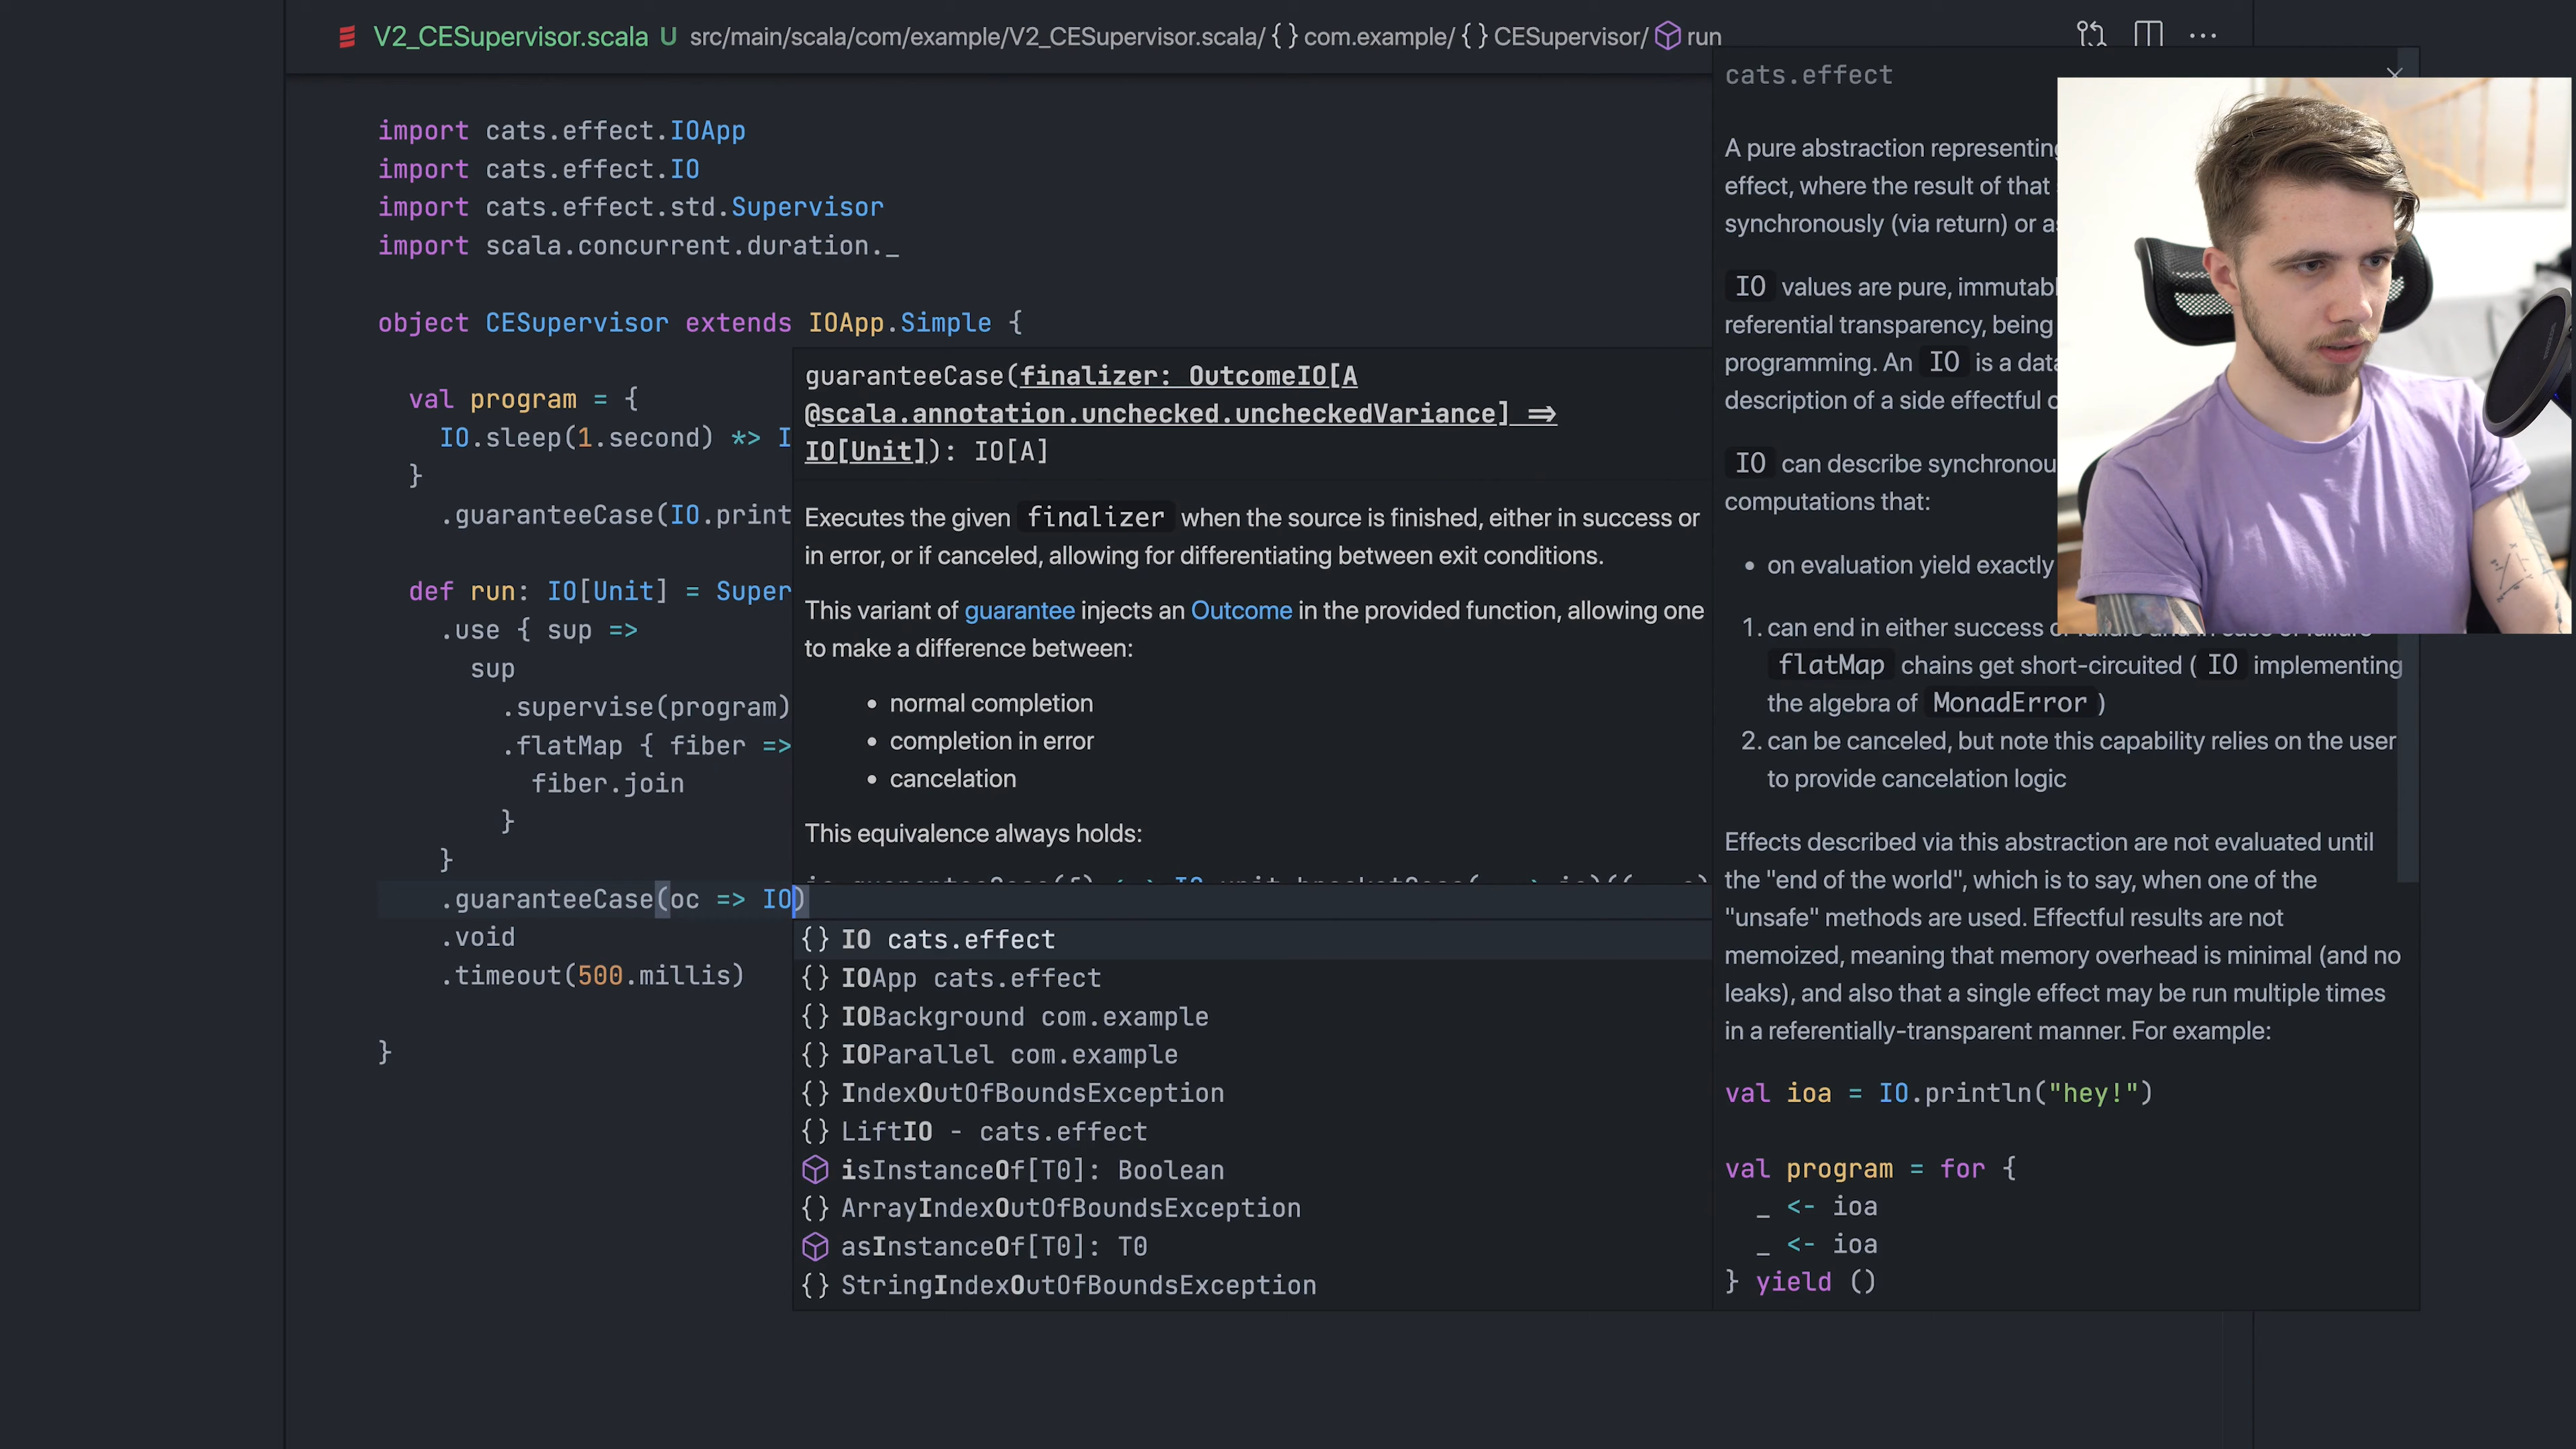 V2_CESupervisor.scala U src/main/scala/com/example/V2_CESupervisor.scala/ {} com.example/ {} CESupervisor/ run
import cats.effect.IOApp
import cats.effect.IO
import cats.effect.std.Supervisor
import scala.concurrent.duration._
object CESupervisor extends IOApp.Simple {
val program = {
IO.sleep(1.second) *> I
}
.guaranteeCase(IO.print
def run: IO[Unit] = Super
.use { sup =>
sup
.supervise(program)
.flatMap { fiber =>
fiber.join
}
}
.guaranteeCase(oc => IO)
.void
.timeout(500.millis)
}
guaranteeCase(finalizer: OutcomeIO[A
@scala.annotation.unchecked.uncheckedVariance] =>
IO[Unit]): IO[A]
Executes the given finalizer when the source is finished, either in success or
in error, or if canceled, allowing for differentiating between exit conditions.
This variant of guarantee injects an Outcome in the provided function, allowing one
to make a difference between:
• normal completion
• completion in error
• cancelation
This equivalence always holds:
{} IO cats.effect
{} IOApp cats.effect
{} IOBackground com.example
{} IOParallel com.example
{} IndexOutOfBoundsException
{} LiftIO - cats.effect
isInstanceOf[T0]: Boolean
{} ArrayIndexOutOfBoundsException
asInstanceOf[T0]: T0
{} StringIndexOutOfBoundsException
cats.effect
A pure abstraction representing
effect, where the result of that
synchronously (via return) or as
IO values are pure, immutabl
referential transparency, being
programming. An IO is a data
description of a side effectful c
IO can describe synchronou
computations that:
• on evaluation yield exactly
1. can end in either success or failure and in case of failure
flatMap chains get short-circuited ( IO implementing
the algebra of MonadError )
2. can be canceled, but note this capability relies on the user
to provide cancelation logic
Effects described via this abstraction are not evaluated until
the "end of the world", which is to say, when one of the
"unsafe" methods are used. Effectful results are not
memoized, meaning that memory overhead is minimal (and no
leaks), and also that a single effect may be run multiple times
in a referentially-transparent manner. For example:
val ioa = IO.println("hey!")
val program = for {
_ <- ioa
_ <- ioa
} yield ()